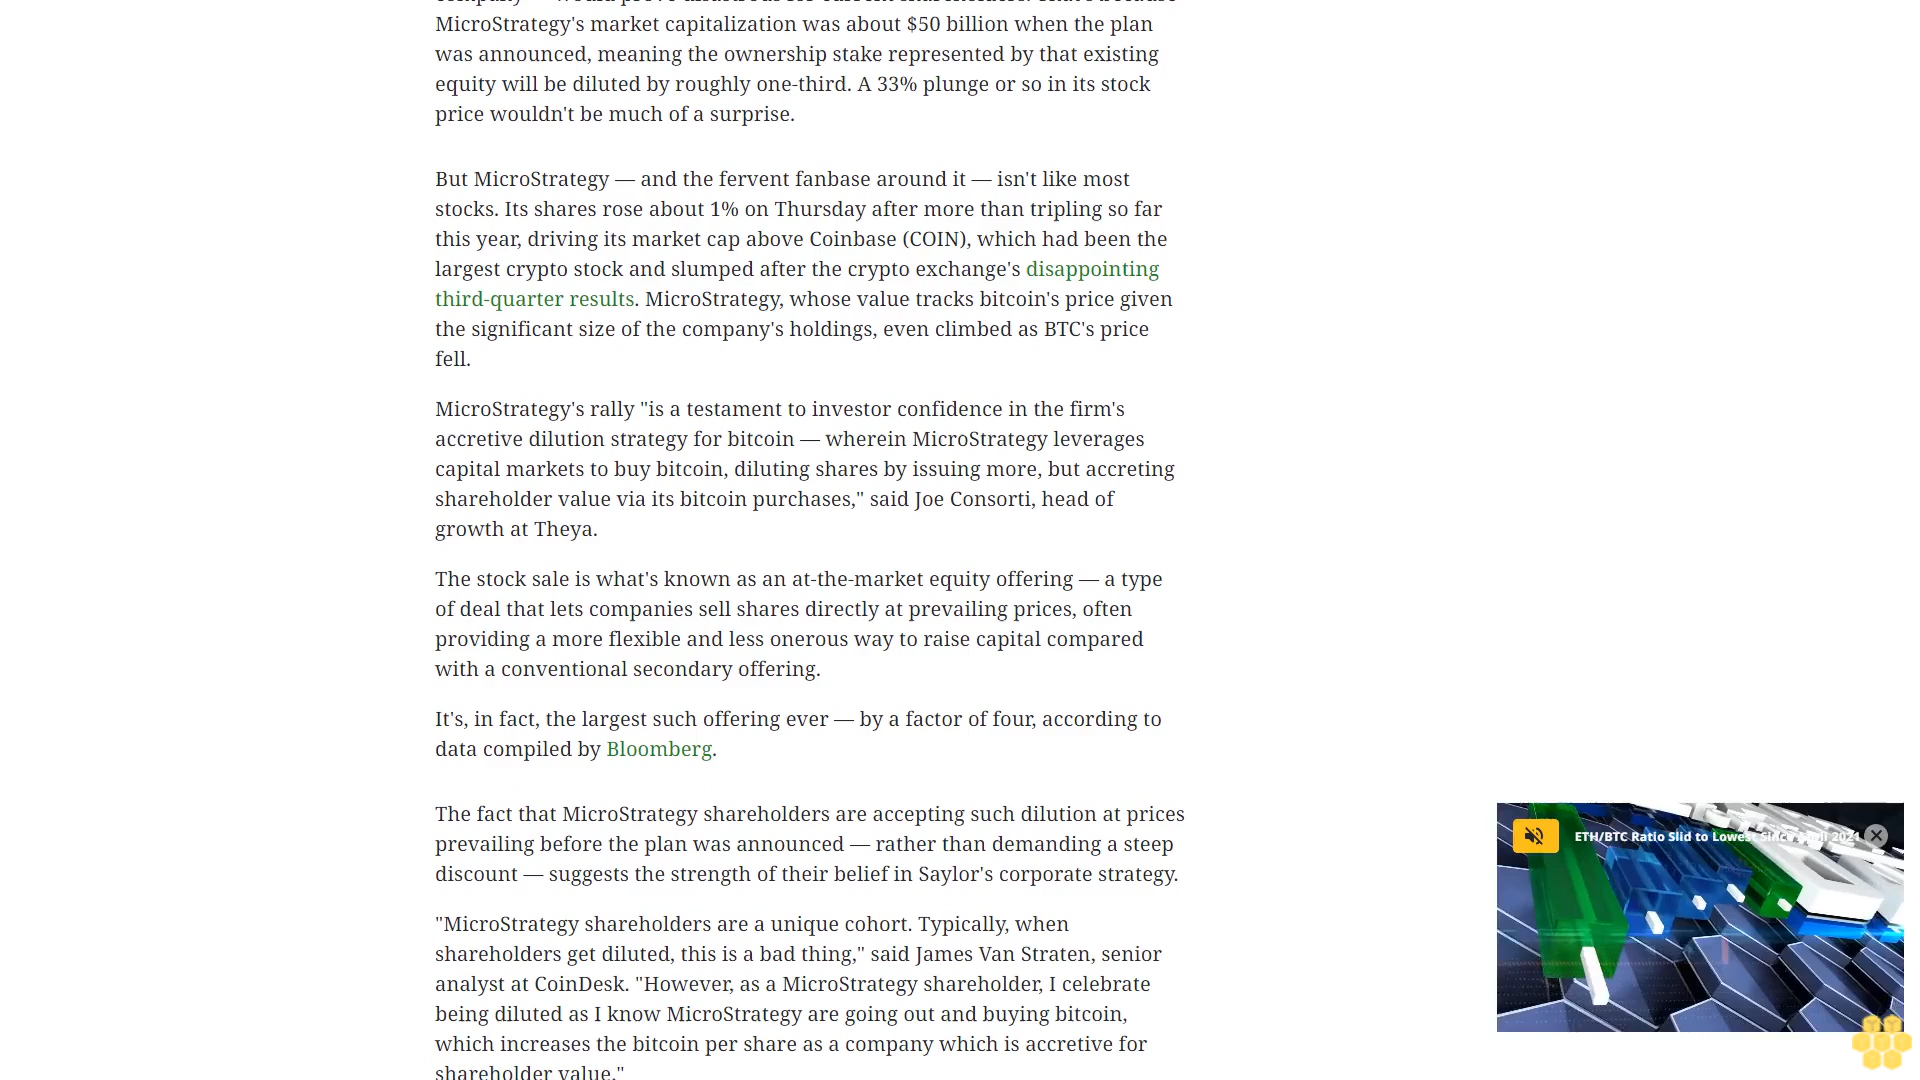 MicroStrategy's market capitalization was about $50 billion when the plan
was announced, meaning the ownership stake represented by that existing
equity will be diluted by roughly one-third. A 33% plunge or so in its stock
price wouldn't be much of a surprise.
But MicroStrategy — and the fervent fanbase around it — isn't like most
stocks. Its shares rose about 1% on Thursday after more than tripling so far
this year, driving its market cap above Coinbase (COIN), which had been the
largest crypto stock and slumped after the crypto exchange's disappointing
third-quarter results. MicroStrategy, whose value tracks bitcoin's price given
the significant size of the company's holdings, even climbed as BTC's price
fell.
MicroStrategy's rally "is a testament to investor confidence in the firm's
accretive dilution strategy for bitcoin — wherein MicroStrategy leverages
capital markets to buy bitcoin, diluting shares by issuing more, but accreting
shareholder value via its bitcoin purchases," said Joe Consorti, head of
growth at Theya.
The stock sale is what's known as an at-the-market equity offering — a type
of deal that lets companies sell shares directly at prevailing prices, often
providing a more flexible and less onerous way to raise capital compared
with a conventional secondary offering.
It's, in fact, the largest such offering ever — by a factor of four, according to
data compiled by Bloomberg.
The fact that MicroStrategy shareholders are accepting such dilution at prices
prevailing before the plan was announced — rather than demanding a steep
discount — suggests the strength of their belief in Saylor's corporate strategy.
"MicroStrategy shareholders are a unique cohort. Typically, when
shareholders get diluted, this is a bad thing," said James Van Straten, senior
analyst at CoinDesk. "However, as a MicroStrategy shareholder, I celebrate
being diluted as I know MicroStrategy are going out and buying bitcoin,
which increases the bitcoin per share as a company which is accretive for
shareholder value."
ETH/BTC Ratio Slid to Lowest Since April 2021